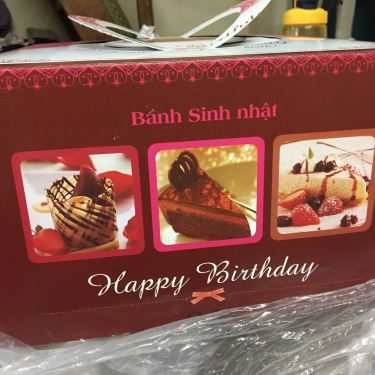 Bánh Sinh nhật
Happy Birthday